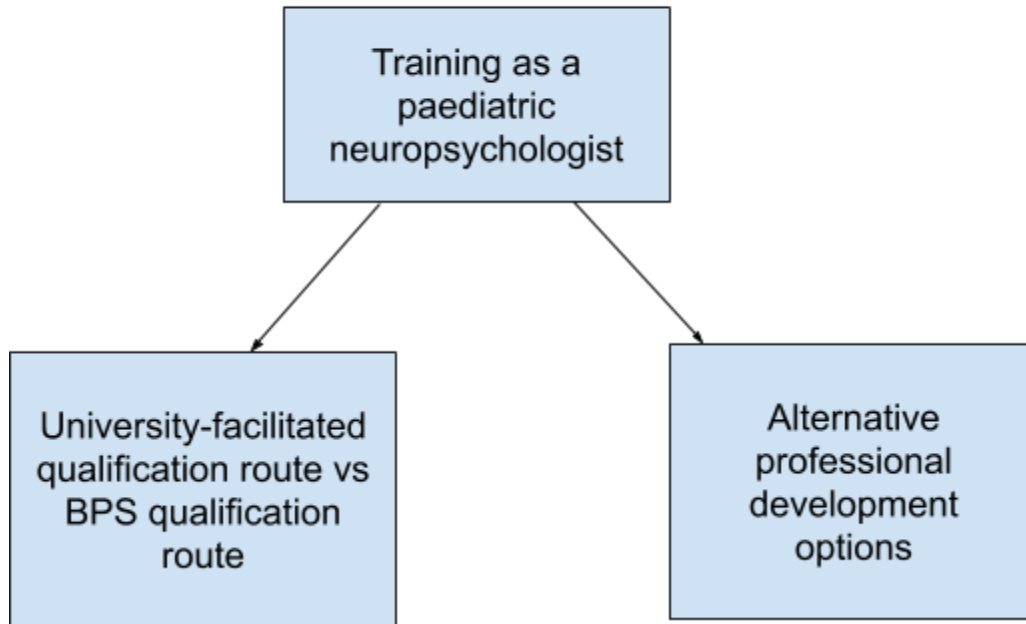 Training as a
paediatric
neuropsychologist
University-facilitated
qualification route vs
BPS qualification
route
Alternative
professional
development
options